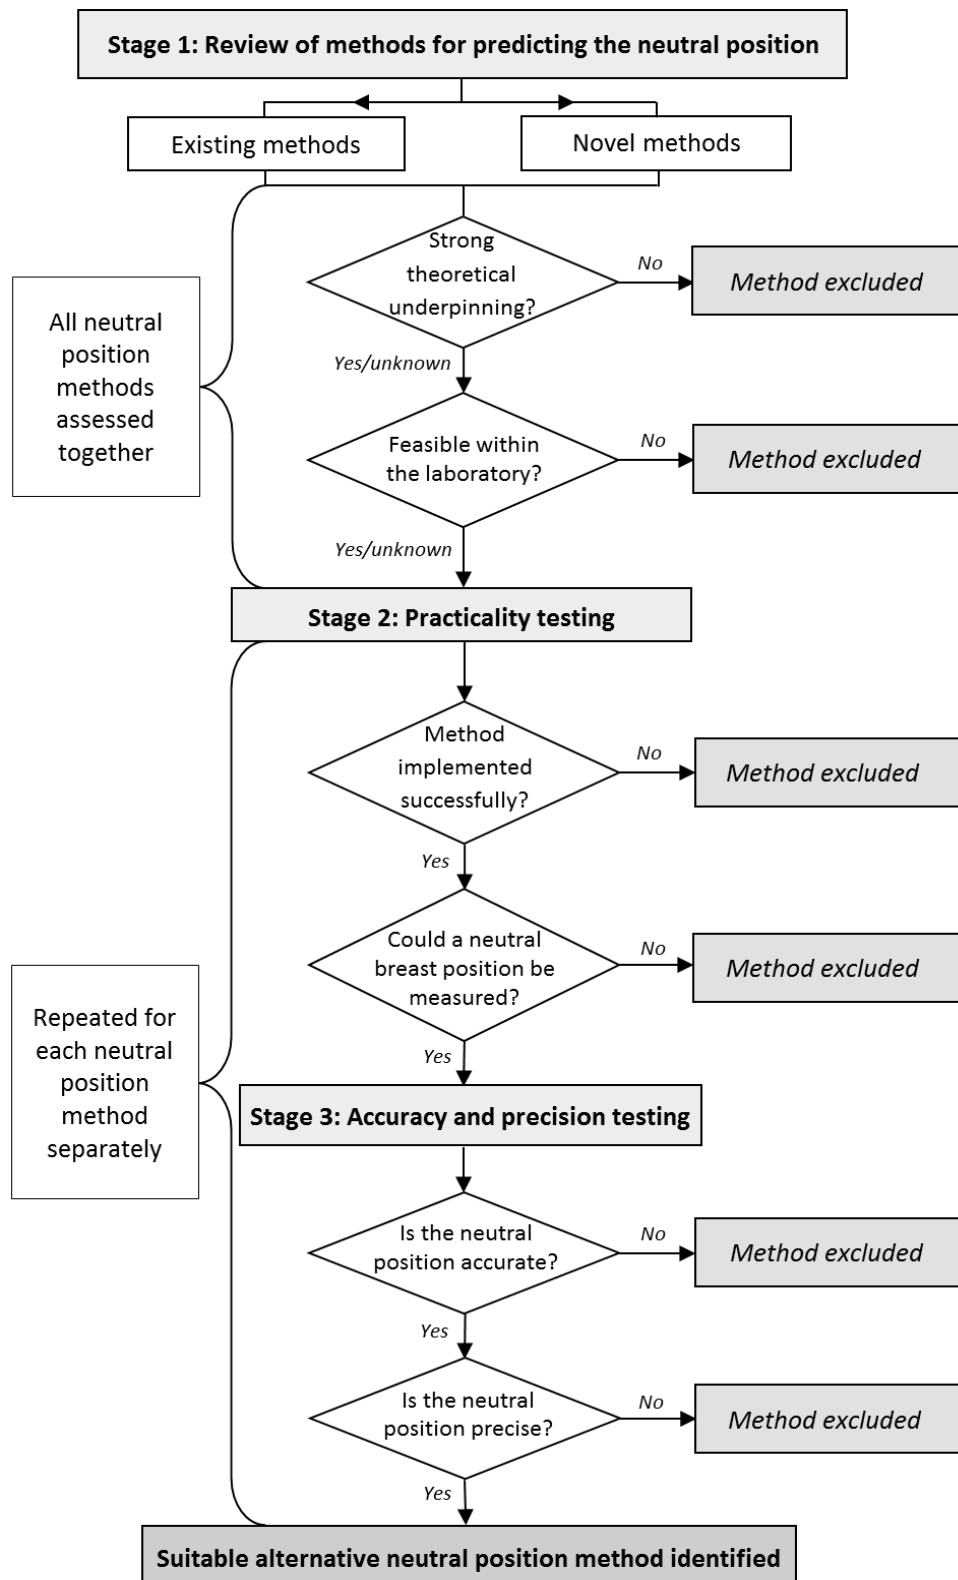 Stage 1: Review of methods for predicting the neutral position
Existing methods
Novel methods
Strong
theoretical
underpinning?
No
Method excluded
All neutral
position
methods
assessed
together
Yes/unknown
Feasible within
the laboratory?
No
Method excluded
Yes/unknown
Stage 2: Practicality testing
Method
implemented
successfully?
No
Method excluded
Yes
Could a neutral
breast position be
measured?
No
Method excluded
Repeated for
each neutral
position
method
separately
Yes
Stage 3: Accuracy and precision testing
Is the neutral
position accurate?
No
Method excluded
Yes
Is the neutral
position precise?
No
Method excluded
Yes
Suitable alternative neutral position method identified